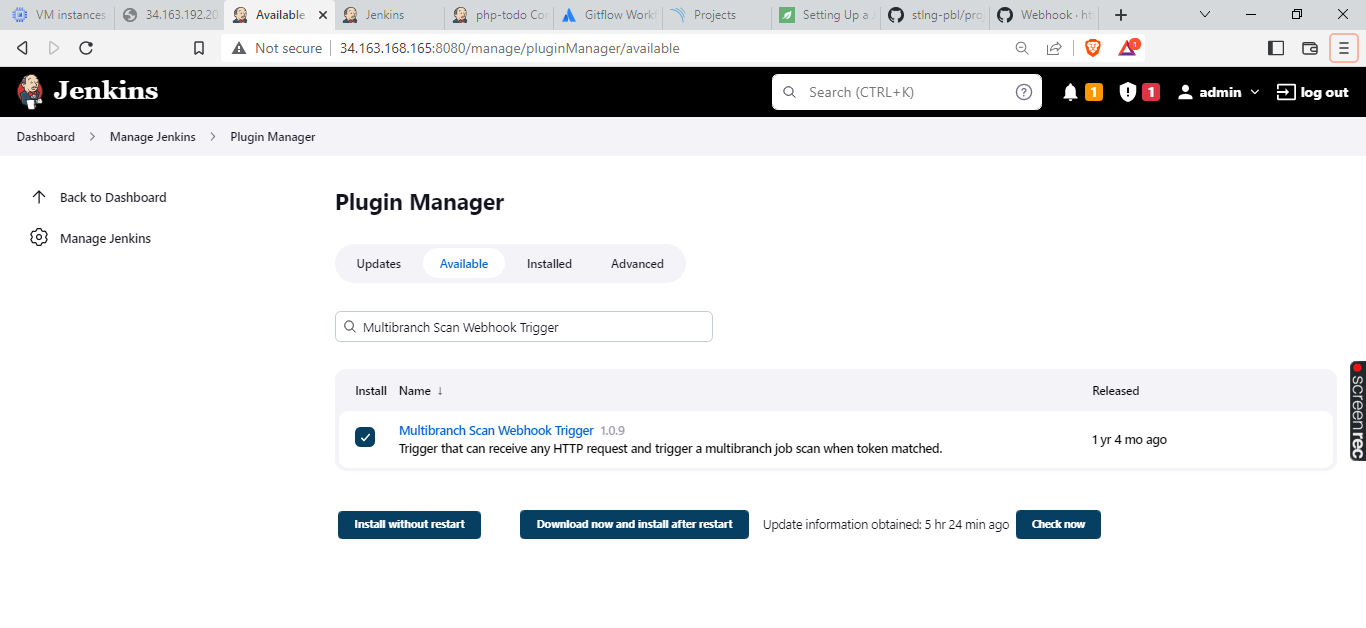 VM instances
34.163.192.20
Available
Jenkins
php-todo Con
Gitflow Workf
Projects
Setting Up a J
stlng-pbl/proj
Webhook · ht
Not secure
34.163.168.165:8080/manage/pluginManager/available
1
Jenkins
Search (CTRL+K)
1
1
admin
log out
Dashboard
Manage Jenkins
Plugin Manager
Back to Dashboard
Manage Jenkins
Plugin Manager
Updates
Available
Installed
Advanced
Multibranch Scan Webhook Trigger
Install
Name ↓
Released
Multibranch Scan Webhook Trigger 1.0.9
Trigger that can receive any HTTP request and trigger a multibranch job scan when token matched.
1 yr 4 mo ago
Install without restart
Download now and install after restart
Update information obtained: 5 hr 24 min ago
Check now
screenrec